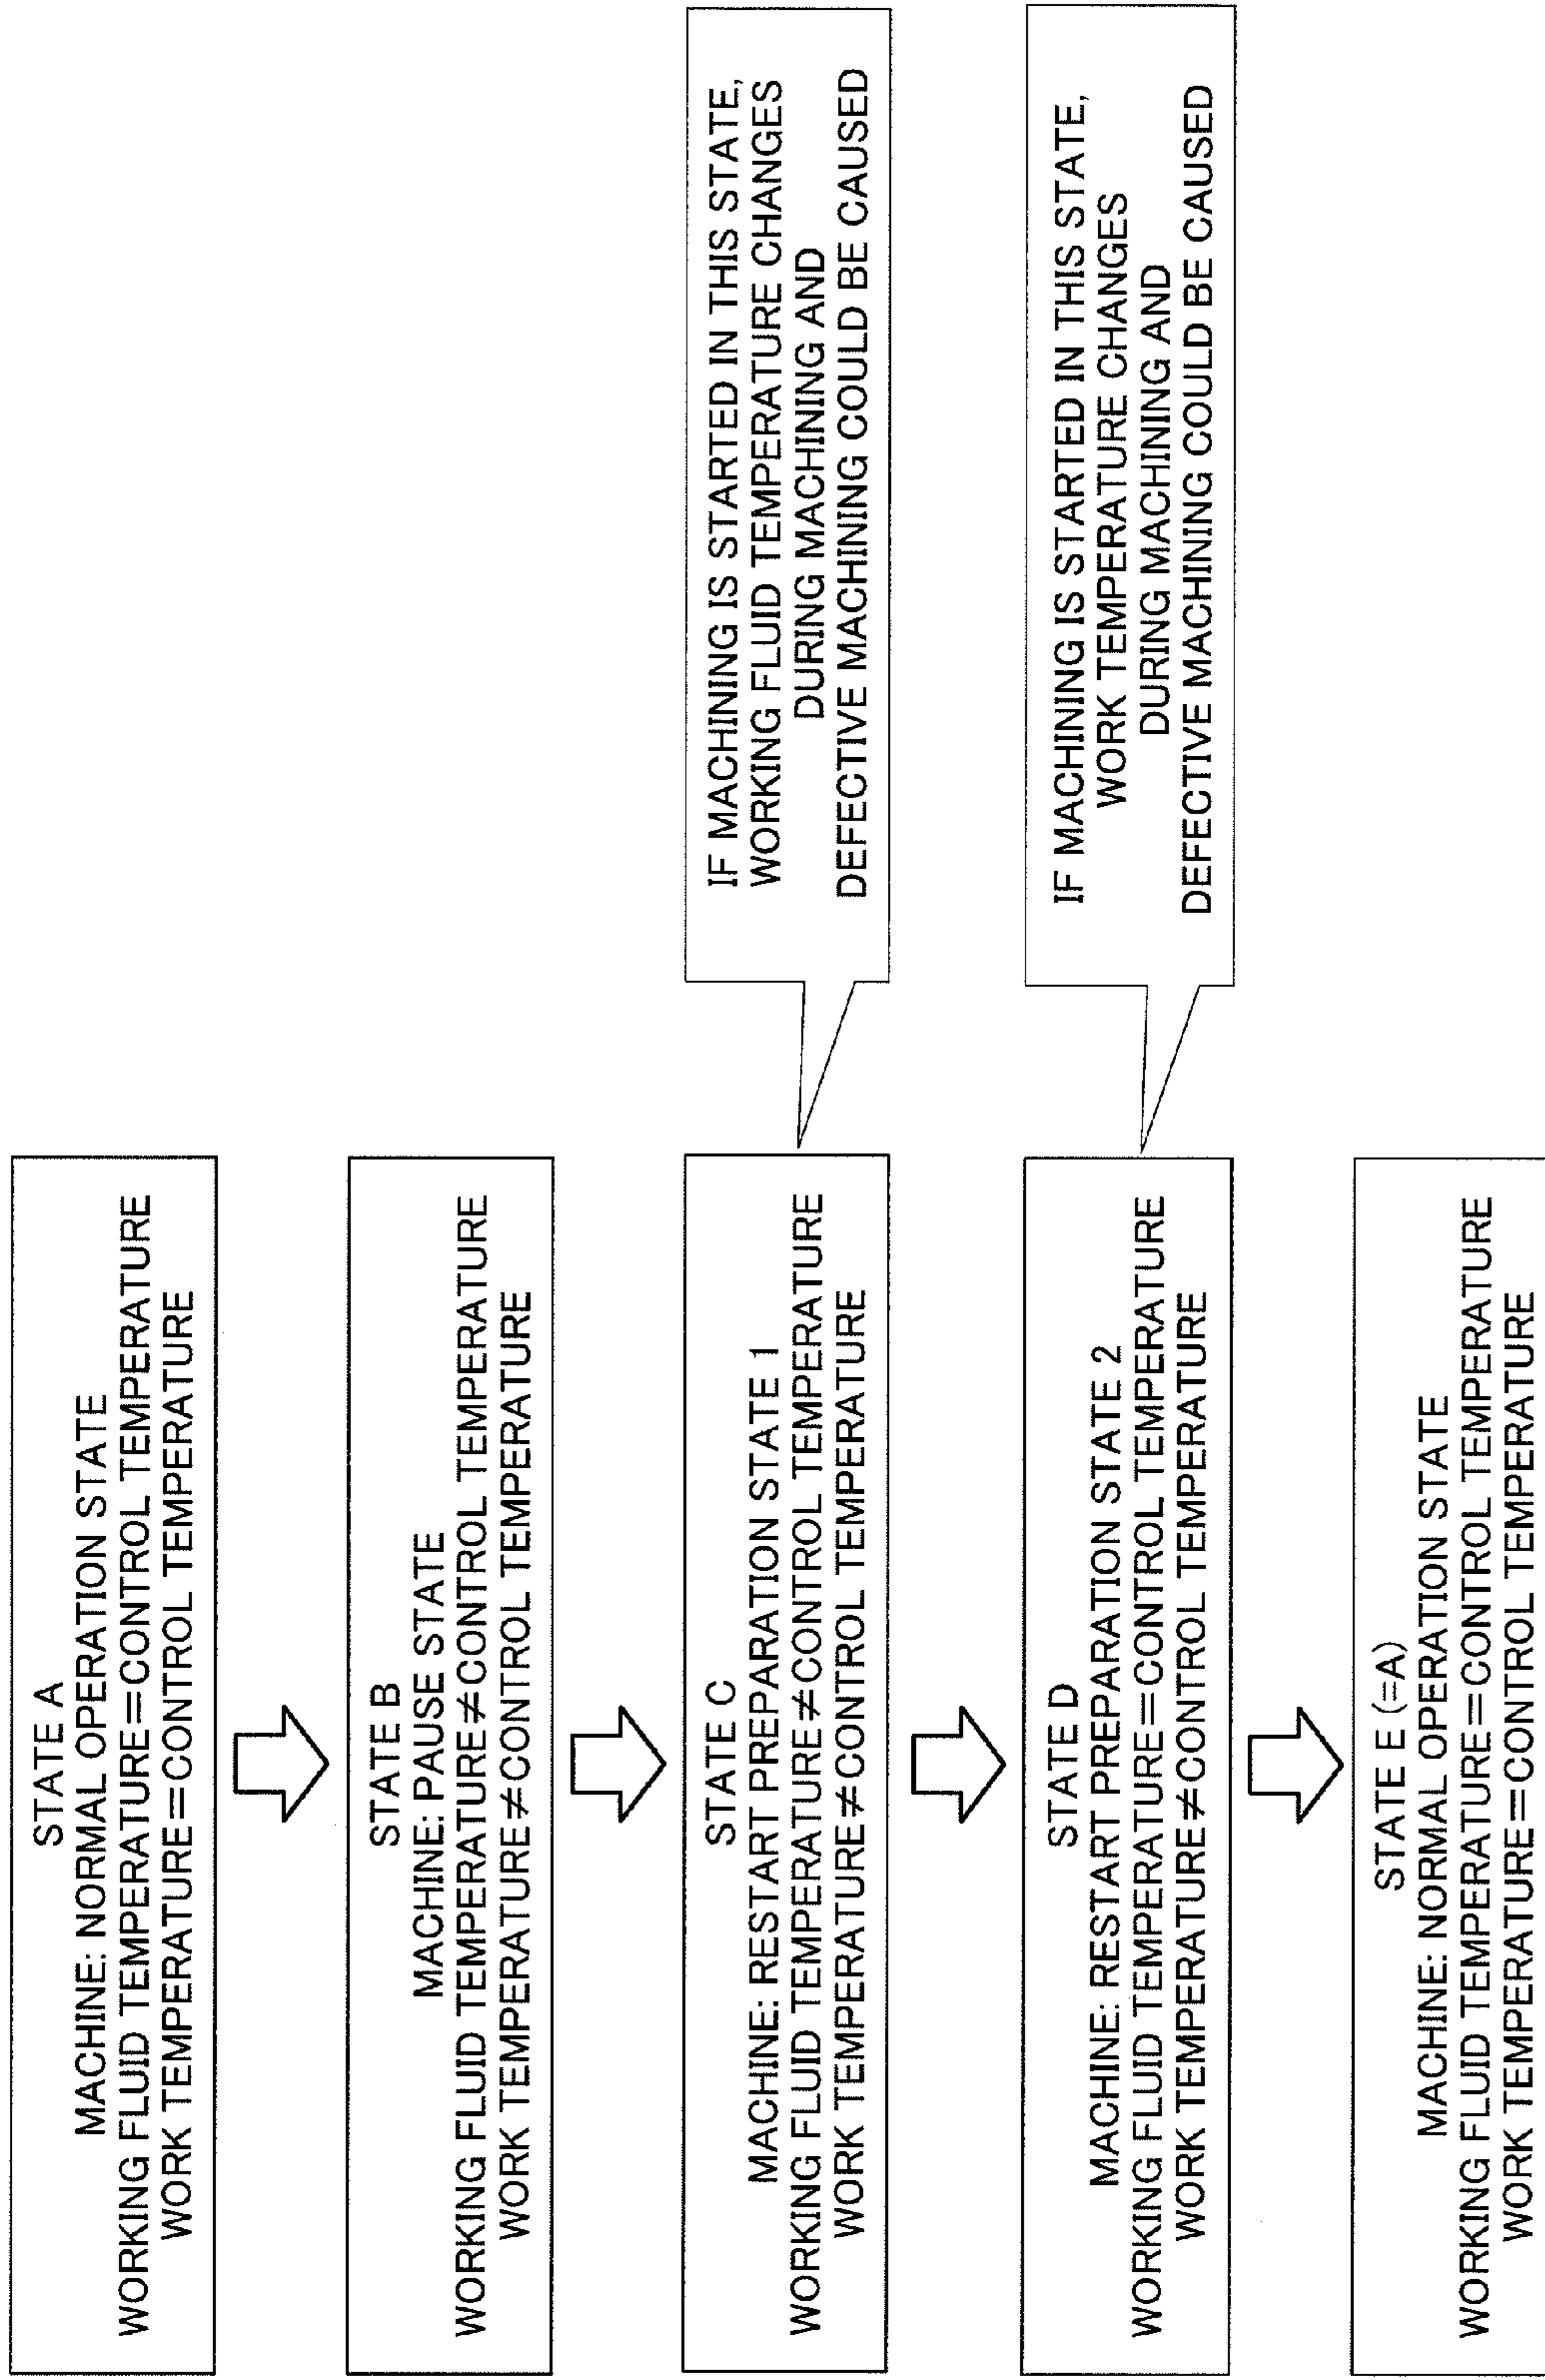 STATE A
MACHINE: NORMAL OPERATION STATE
WORKING FLUID TEMPERATURE=CONTROL TEMPERATURE
WORK TEMPERATURE=CONTROL TEMPERATURE
STATE B
MACHINE: PAUSE STATE
WORKING FLUID TEMPERATURE≠CONTROL TEMPERATURE
WORK TEMPERATURE≠CONTROL TEMPERATURE
STATE C
MACHINE: RESTART PREPARATION STATE 1
WORKING FLUID TEMPERATURE≠CONTROL TEMPERATURE
WORK TEMPERATURE≠CONTROL TEMPERATURE
IF MACHINING IS STARTED IN THIS STATE,
WORKING FLUID TEMPERATURE CHANGES
DURING MACHINING AND
DEFECTIVE MACHINING COULD BE CAUSED
STATE D
MACHINE: RESTART PREPARATION STATE 2
WORKING FLUID TEMPERATURE=CONTROL TEMPERATURE
WORK TEMPERATURE≠CONTROL TEMPERATURE
IF MACHINING IS STARTED IN THIS STATE,
WORK TEMPERATURE CHANGES
DURING MACHINING AND
DEFECTIVE MACHINING COULD BE CAUSED
STATE E (=A)
MACHINE: NORMAL OPERATION STATE
WORKING FLUID TEMPERATURE=CONTROL TEMPERATURE
WORK TEMPERATURE=CONTROL TEMPERATURE